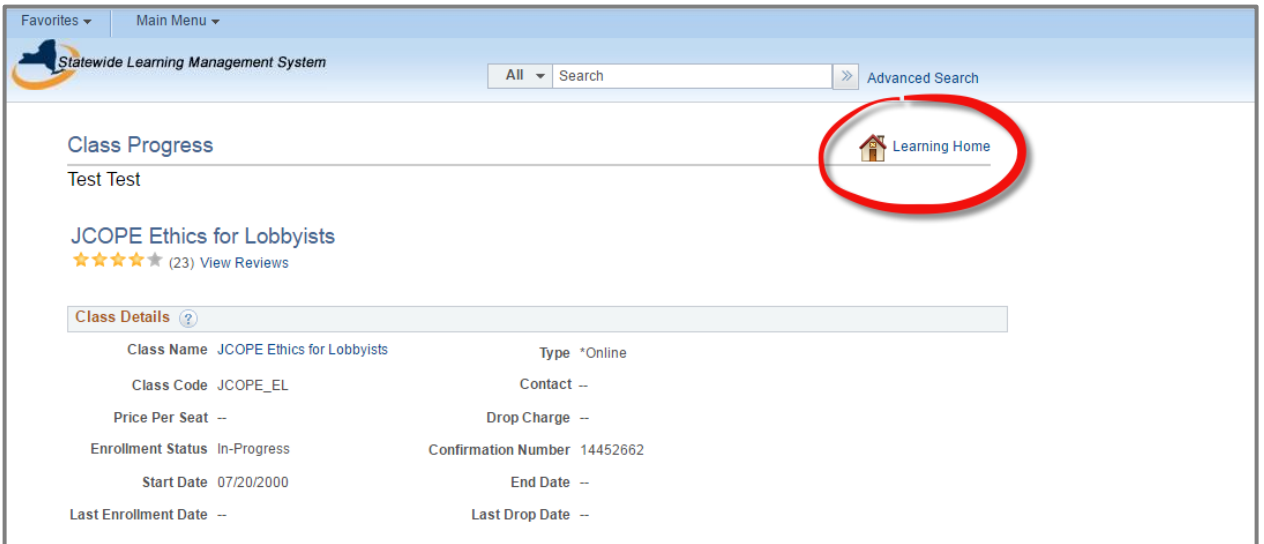 Favorites Main Menu
Statewide Learning Management System
All Search Advanced Search
Class Progress
Learning Home
Test Test
JCOPE Ethics for Lobbyists
(23) View Reviews
Class Details ?
Class Name JCOPE Ethics for Lobbyists Type *Online
Class Code JCOPE_EL Contact --
Price Per Seat -- Drop Charge --
Enrollment Status In-Progress Confirmation Number 14452662
Start Date 07/20/2000 End Date --
Last Enrollment Date -- Last Drop Date --